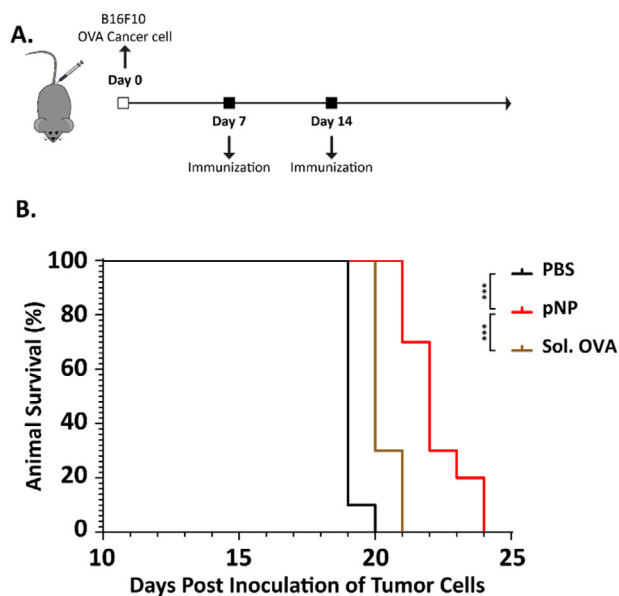 A.
B16F10
OVA Cancer cell
Day 0
Day 7
Day 14
Immunization
Immunization
B.
Animal Survival (%)
100
80
60
40
20
0
10
15
20
25
Days Post Inoculation of Tumor Cells
PBS
***
pNP
***
Sol. OVA